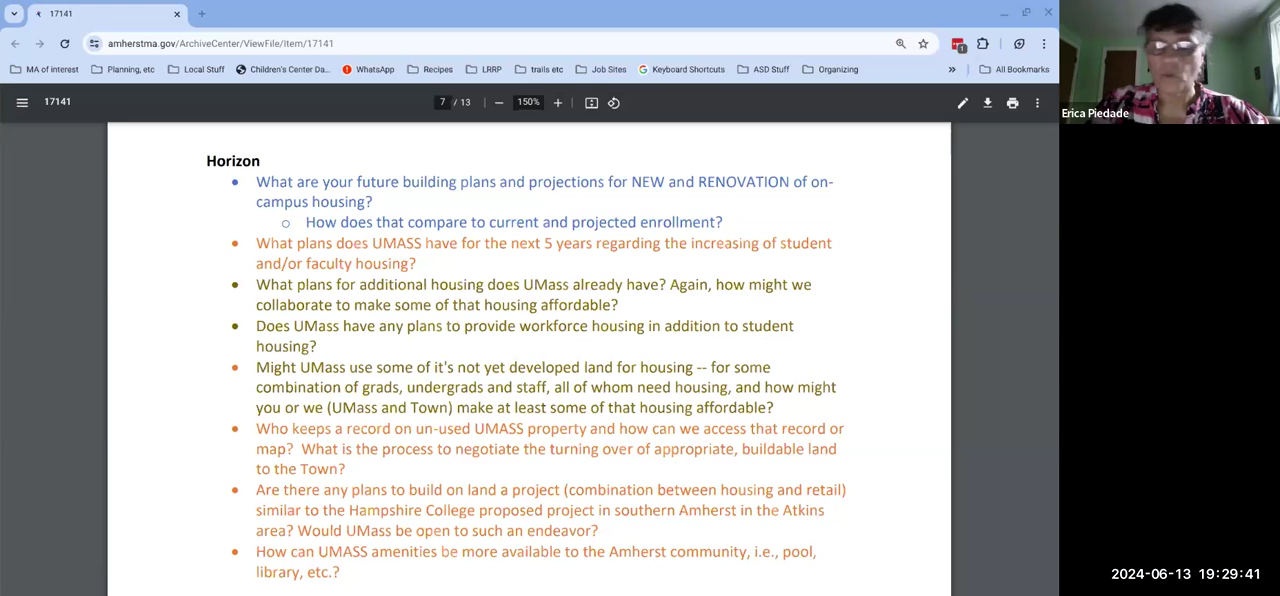 17141
amherstma.gov/ArchiveCenter/ViewFile/Item/17141
1
MA of interest Planning, etc Local Stuff Children's Center Da... WhatsApp Recipes LRRP trails etc Job Sites Keyboard Shortcuts ASD Stuff Organizing » All Bookmarks
17141 7 / 13 150%
Erica Piedade
Horizon
• What are your future building plans and projections for NEW and RENOVATION of on-
campus housing?
o How does that compare to current and projected enrollment?
• What plans does UMASS have for the next 5 years regarding the increasing of student
and/or faculty housing?
• What plans for additional housing does UMass already have? Again, how might we
collaborate to make some of that housing affordable?
• Does UMass have any plans to provide workforce housing in addition to student
housing?
• Might UMass use some of it's not yet developed land for housing -- for some
combination of grads, undergrads and staff, all of whom need housing, and how might
you or we (UMass and Town) make at least some of that housing affordable?
• Who keeps a record on un-used UMASS property and how can we access that record or
map? What is the process to negotiate the turning over of appropriate, buildable land
to the Town?
• Are there any plans to build on land a project (combination between housing and retail)
similar to the Hampshire College proposed project in southern Amherst in the Atkins
area? Would UMass be open to such an endeavor?
• How can UMASS amenities be more available to the Amherst community, i.e., pool,
library, etc.?
2024-06-13 19:29:41